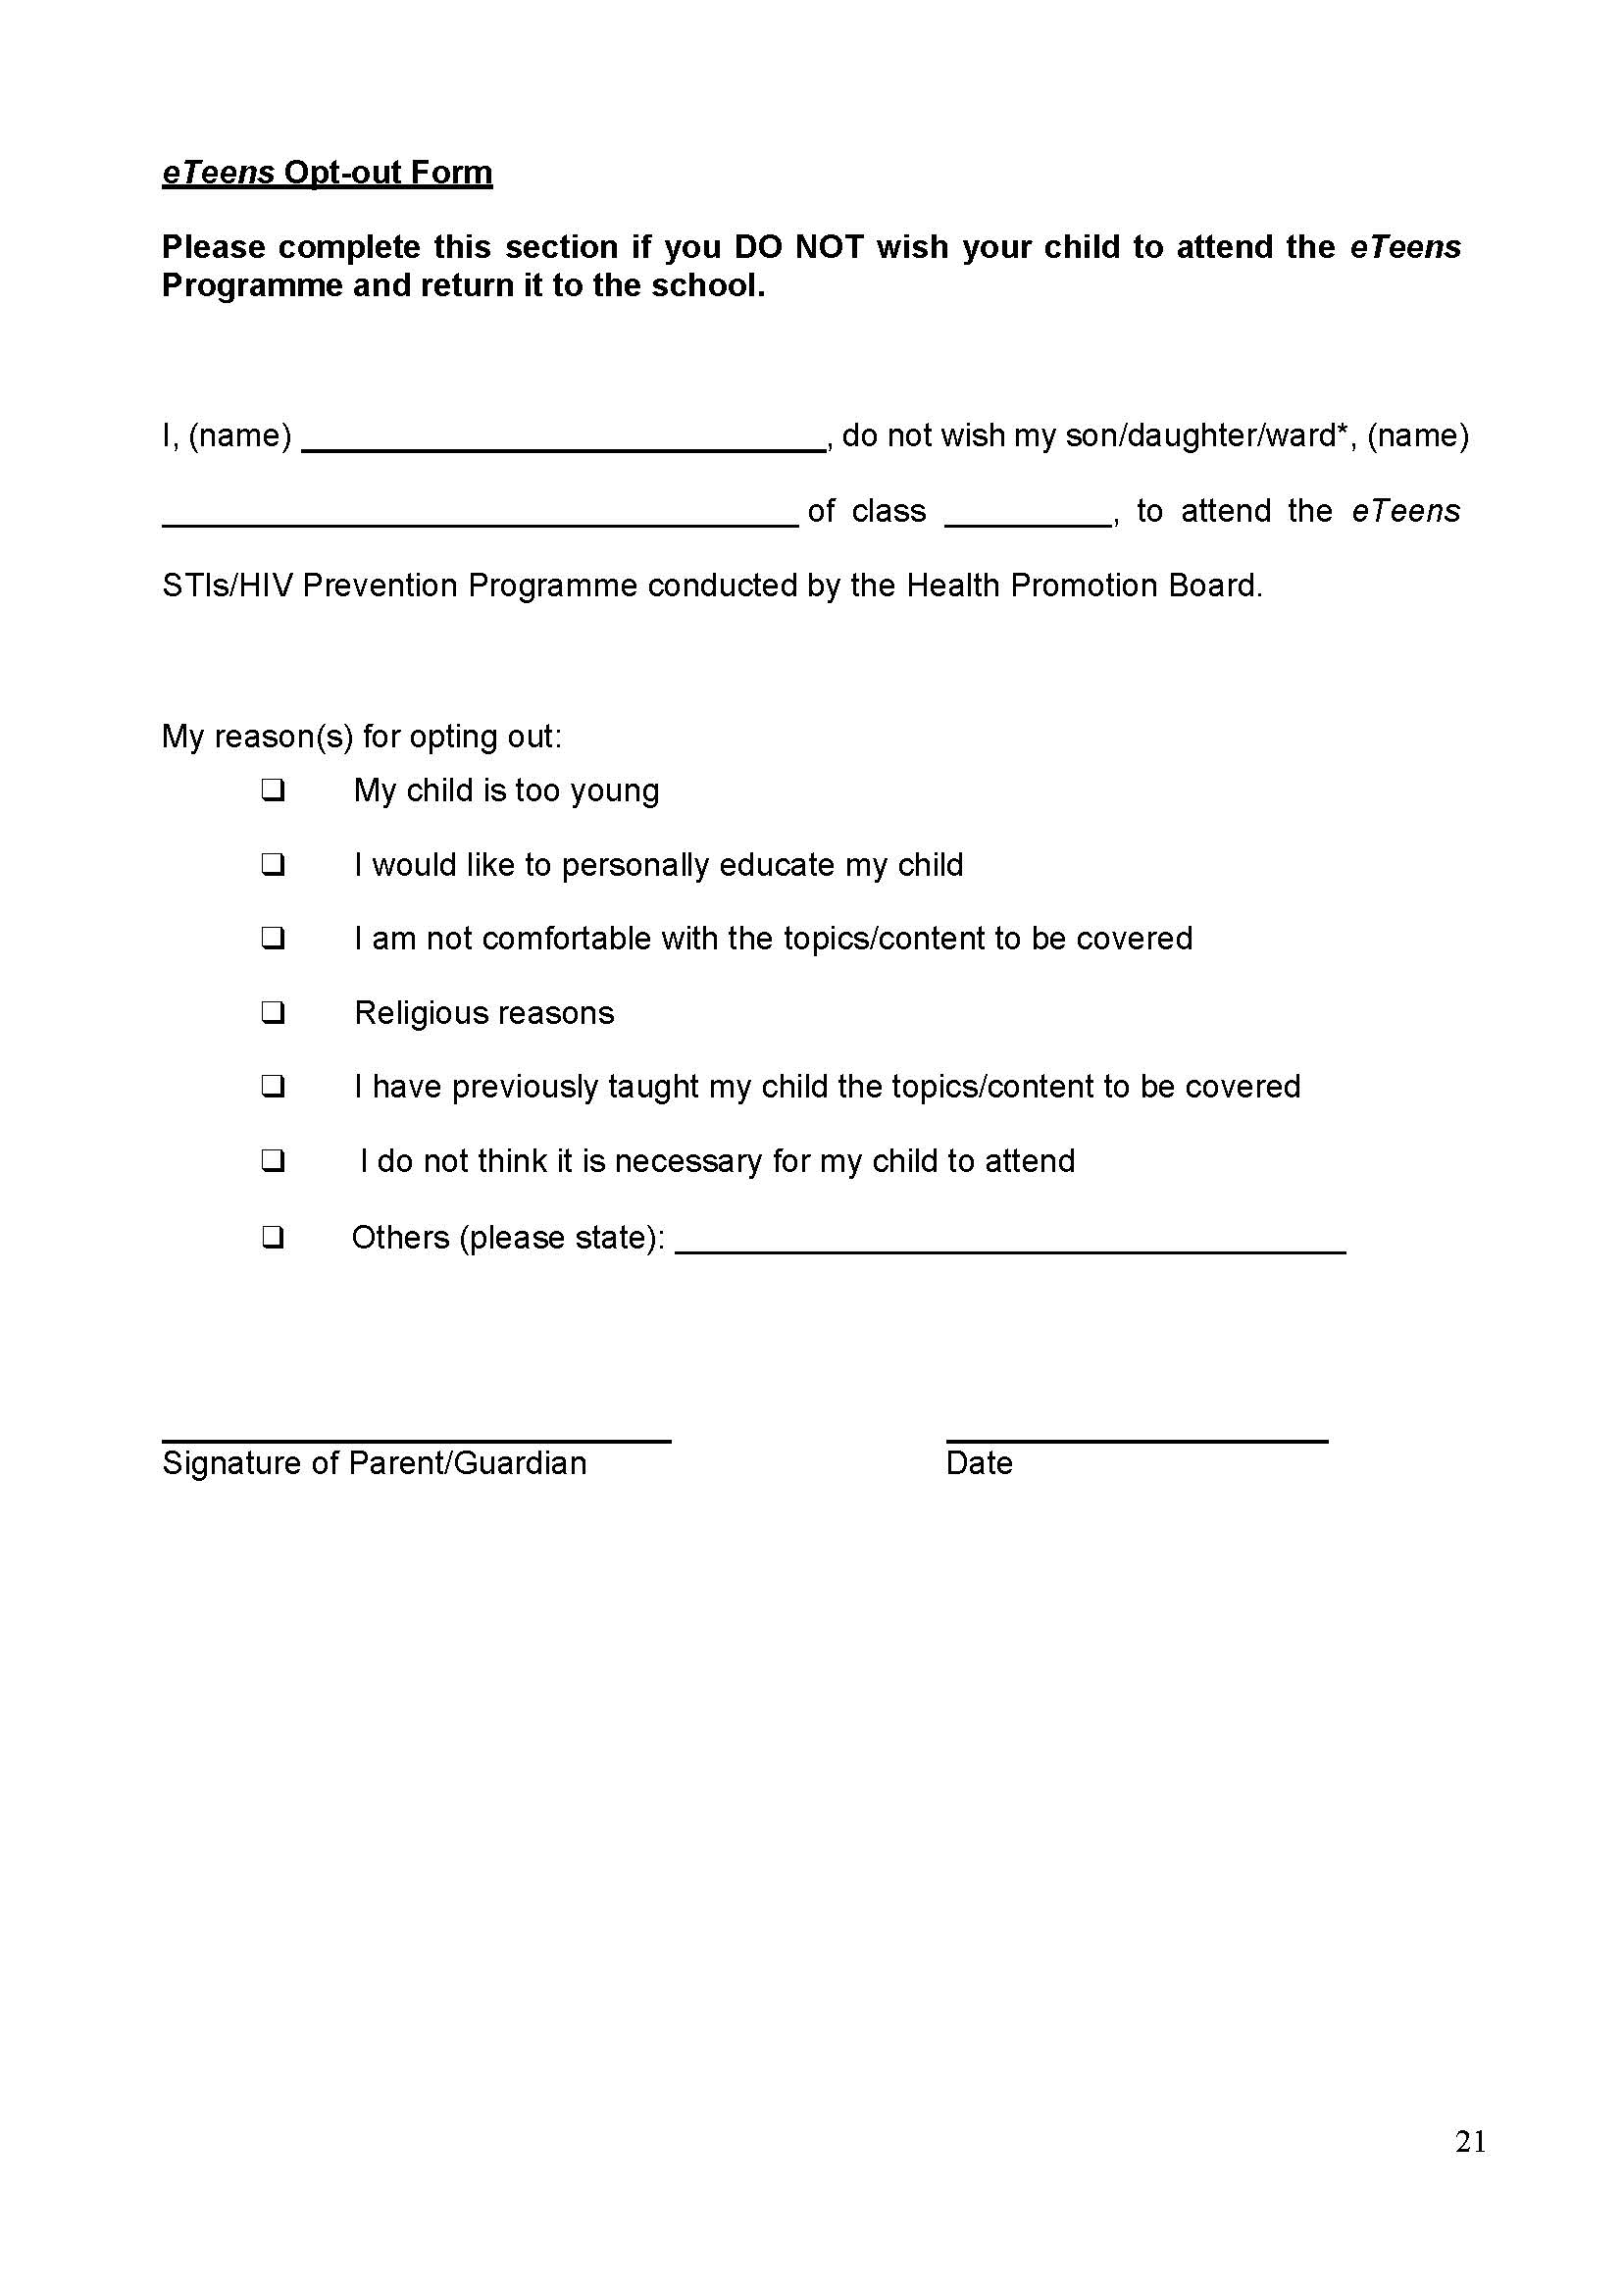 eTeens Opt-out Form
Please complete this section if you DO NOT wish your child to attend the eTeens
Programme and return it to the school.
I, (name) ______________________________, do not wish my son/daughter/ward*, (name)
____________________________________ of class _________, to attend the eTeens
STIs/HIV Prevention Programme conducted by the Health Promotion Board.
My reason(s) for opting out:
❑ My child is too young
❑ I would like to personally educate my child
❑ I am not comfortable with the topics/content to be covered
❑ Religious reasons
❑ I have previously taught my child the topics/content to be covered
❑ I do not think it is necessary for my child to attend
❑ Others (please state): ______________________________________
Signature of Parent/Guardian Date
21